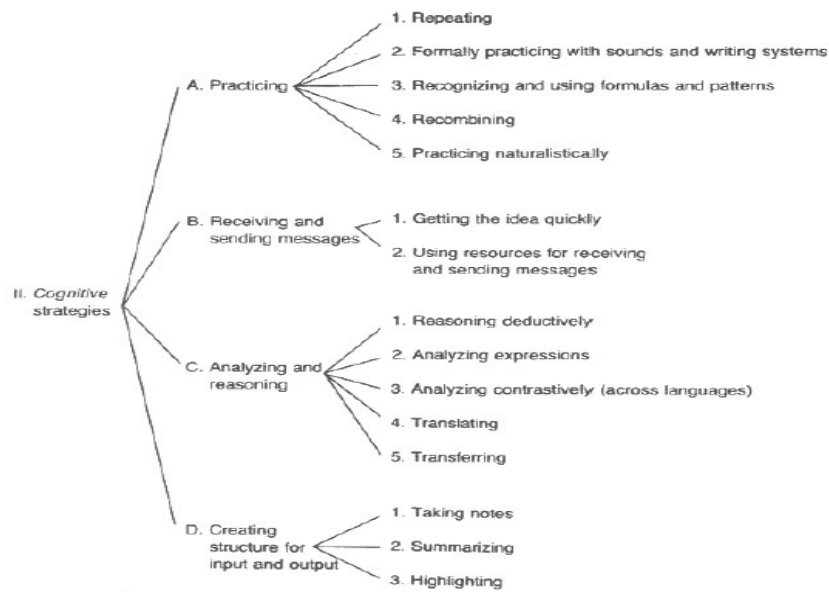 II. Cognitive
strategies
A. Practicing
1. Repeating
2. Formally practicing with sounds and writing systems
3. Recognizing and using formulas and patterns
4. Recombining
5. Practicing naturalistically
B. Receiving and
sending messages
1. Getting the idea quickly
2. Using resources for receiving
and sending messages
C. Analyzing and
reasoning
1. Reasoning deductively
2. Analyzing expressions
3. Analyzing contrastively (across languages)
4. Translating
5. Transferring
D. Creating
structure for
input and output
1. Taking notes
2. Summarizing
3. Highlighting